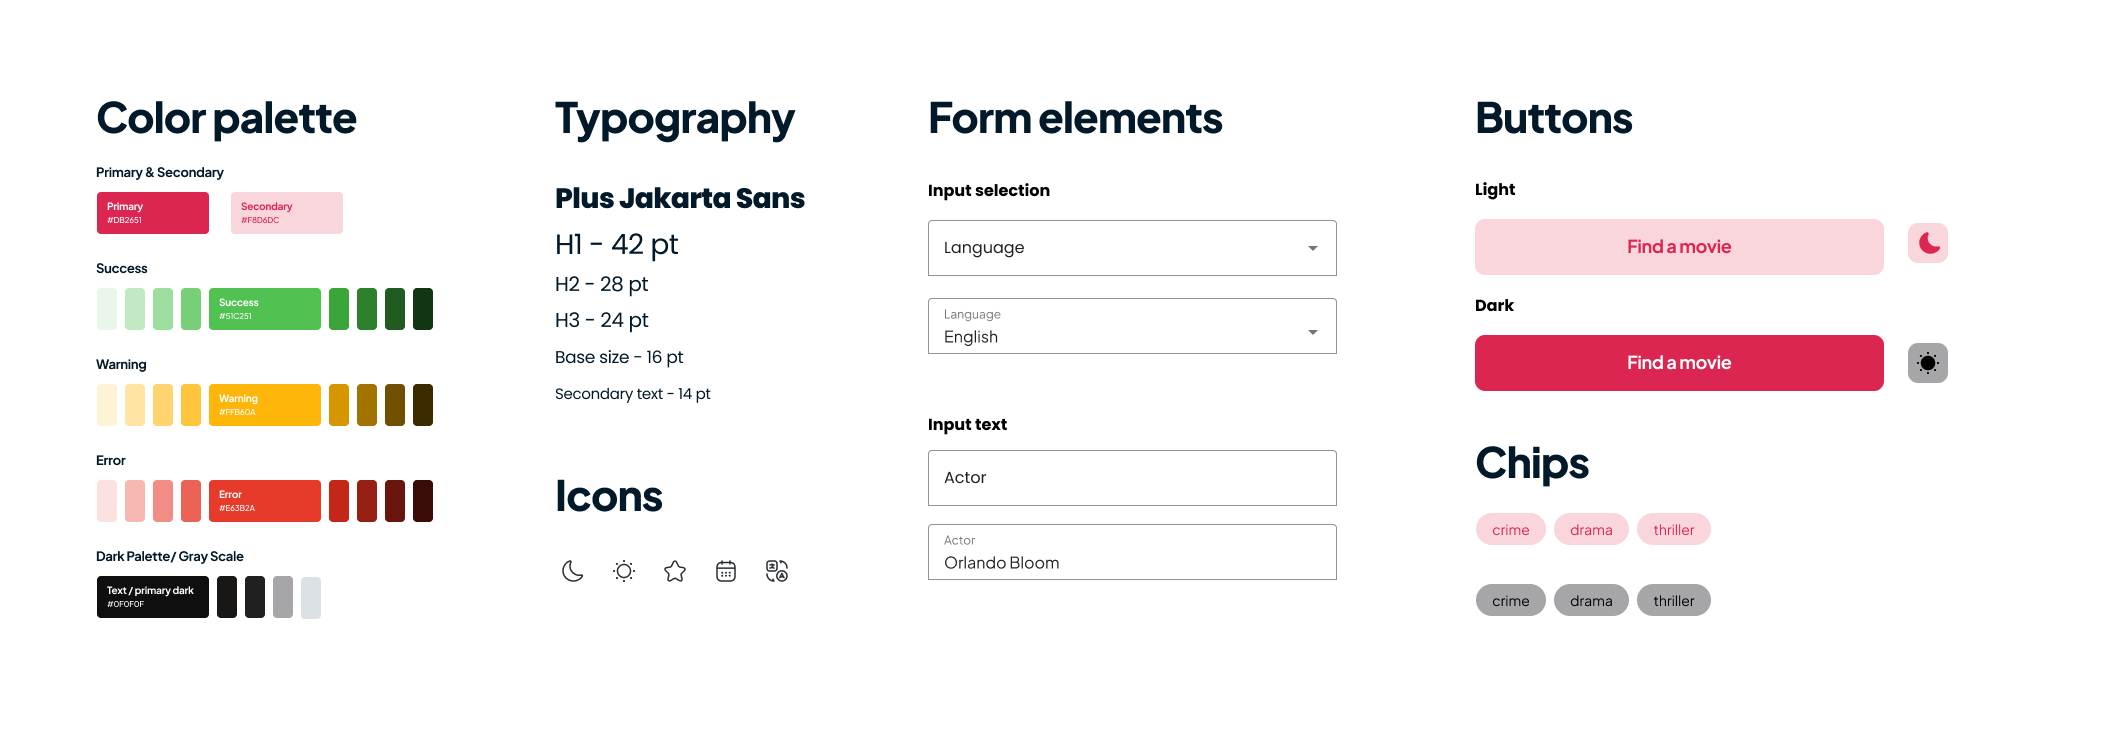 Color palette
Primary & Secondary
Primary
#DB2651
Secondary
#F8D6DC
Success
Success
#51C251
Warning
Warning
#FFB60A
Error
Error
#E63B2A
Dark Palette/ Gray Scale
Text / primary dark
#0F0F0F
Typography
Plus Jakarta Sans
H1 - 42 pt
H2 - 28 pt
H3 - 24 pt
Base size - 16 pt
Secondary text - 14 pt
Icons
Form elements
Input selection
Language
Language
English
Input text
Actor
Actor
Orlando Bloom
Buttons
Light
Find a movie
Dark
Find a movie
Chips
crime drama thriller
crime drama thriller